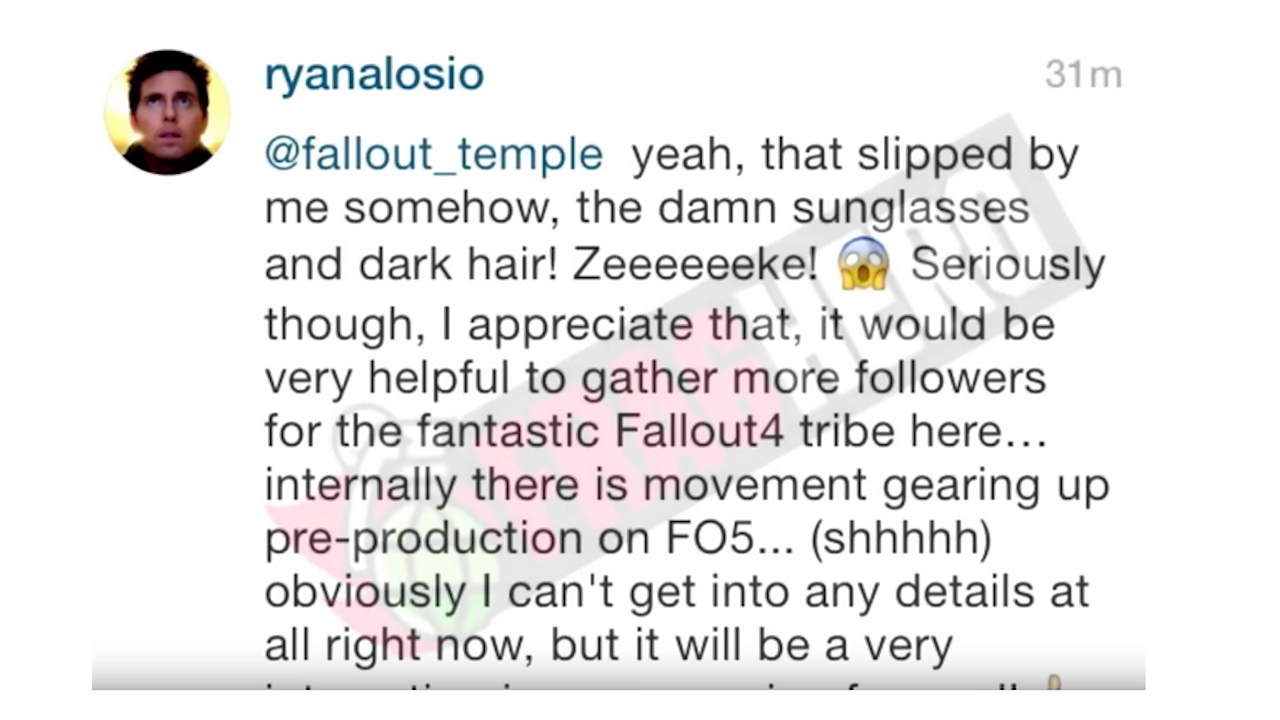 ryanalosio 31m
@fallout_temple yeah, that slipped by
me somehow, the damn sunglasses
and dark hair! Zeeeeeeke! 😱 Seriously
though, I appreciate that, it would be
very helpful to gather more followers
for the fantastic Fallout4 tribe here...
internally there is movement gearing up
pre-production on FO5... (shhhhh)
obviously I can't get into any details at
all right now, but it will be a very
FRAGHERO